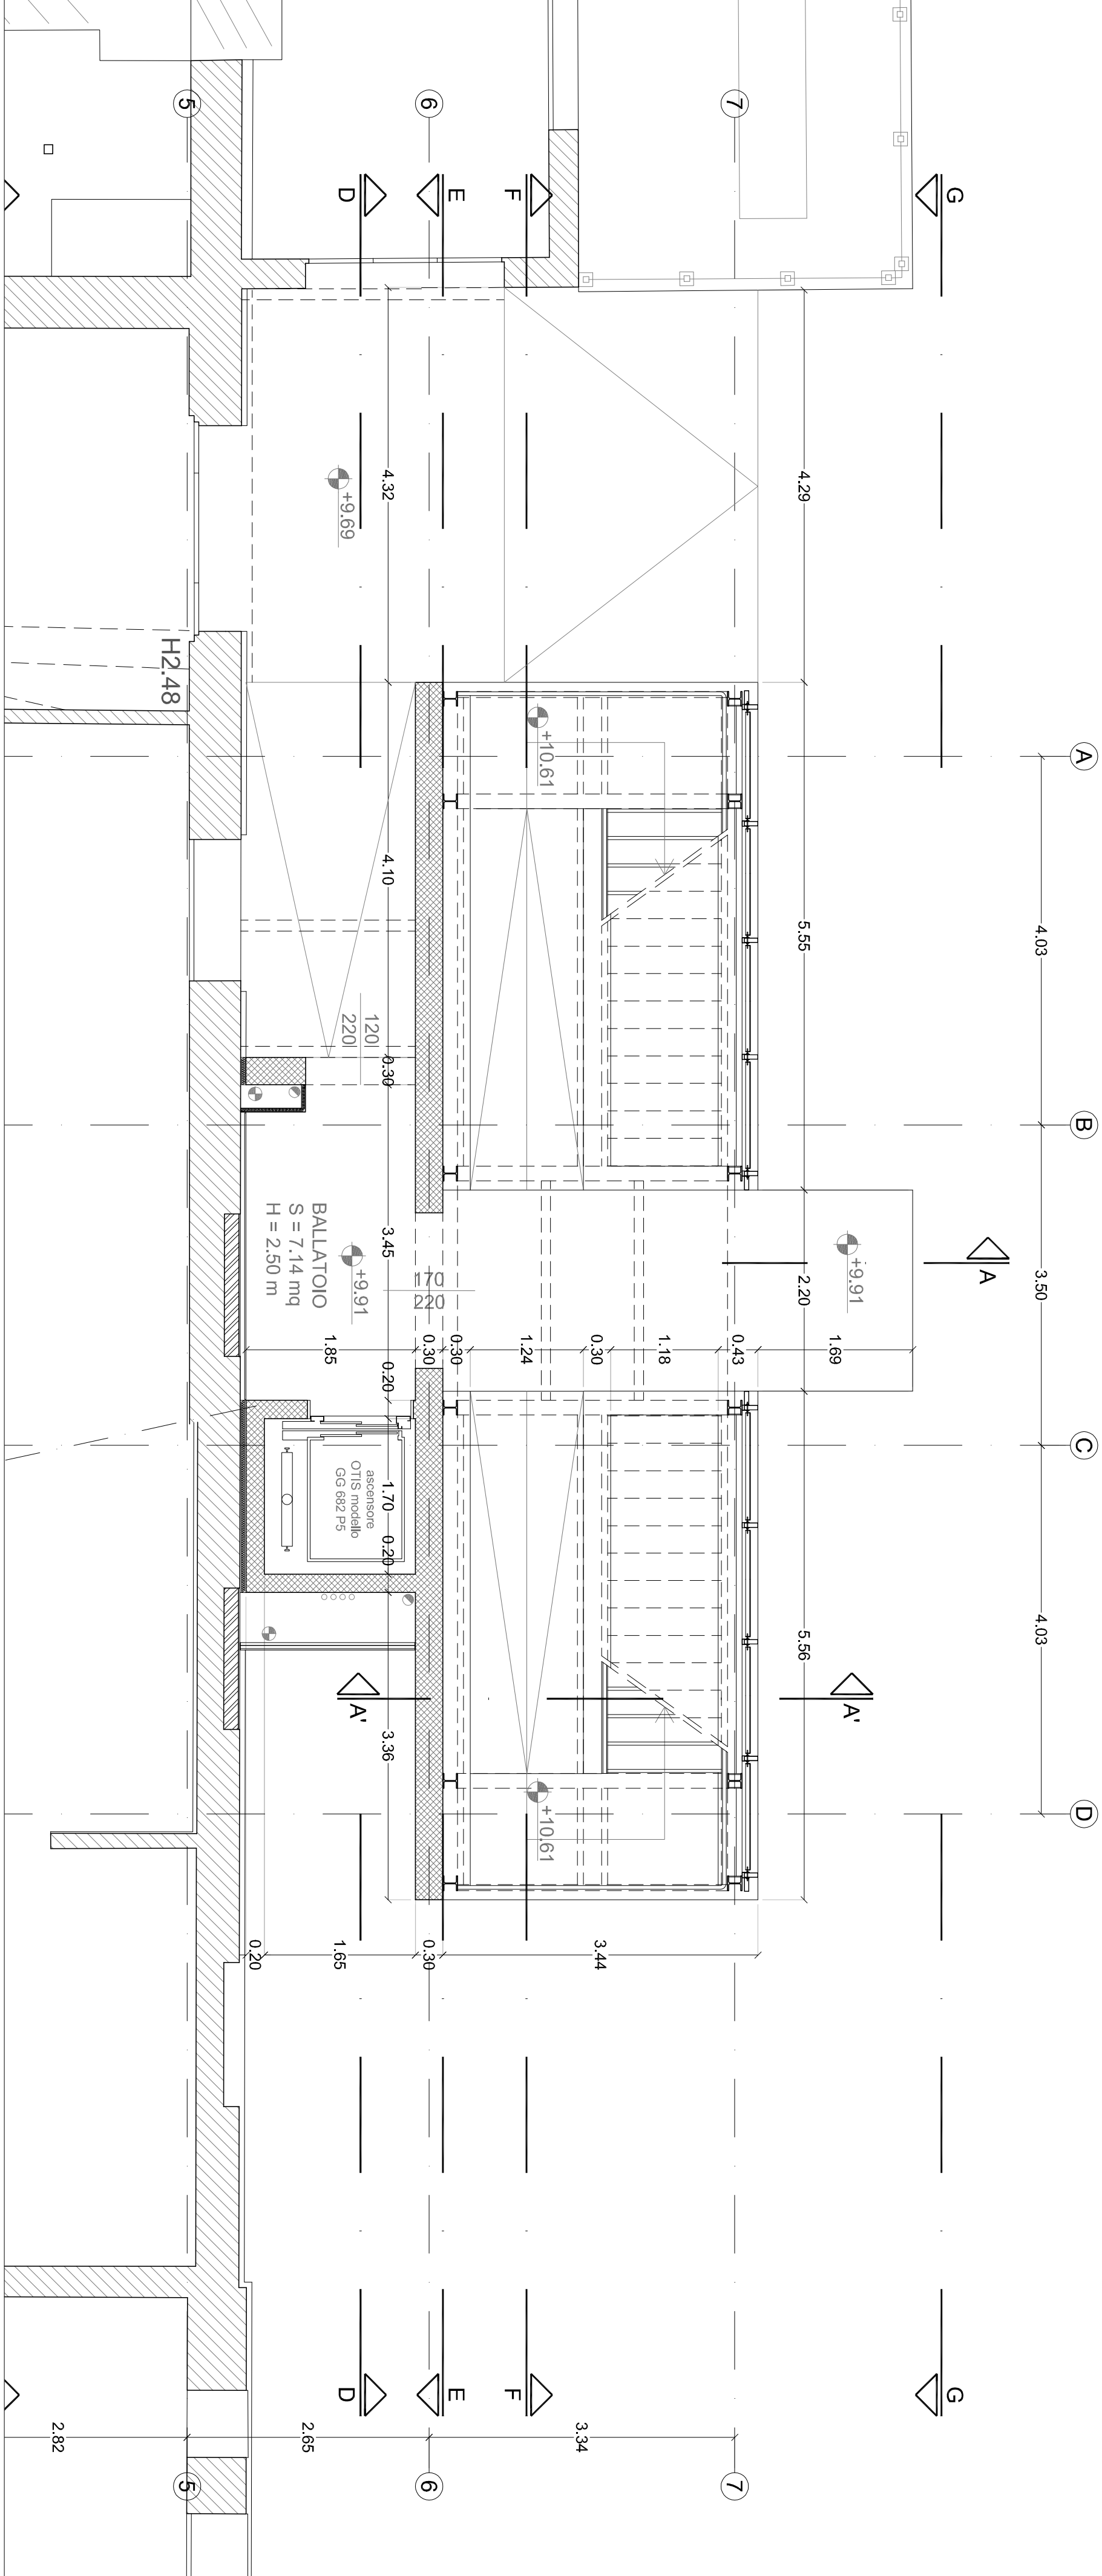 5
6
7
D
E
F
G
4.32
4.29
+9.69
H2.48
+10.61
A
4.03
4.10
5.55
120
220
0.30
B
BALLATOIO
S = 7.14 mq
H = 2.50 m
+9.91
3.45
170
220
2.20
+9.91
A
3.50
1.85
0.30
0.30
1.24
0.30
1.18
0.43
1.69
0.20
C
ascensore
OTIS modello
GG 682 P5
1.70
0.20
5.56
4.03
A'
A'
3.36
+10.61
D
0.20
1.65
0.30
3.44
D
E
F
G
2.82
2.65
3.34
5
6
7